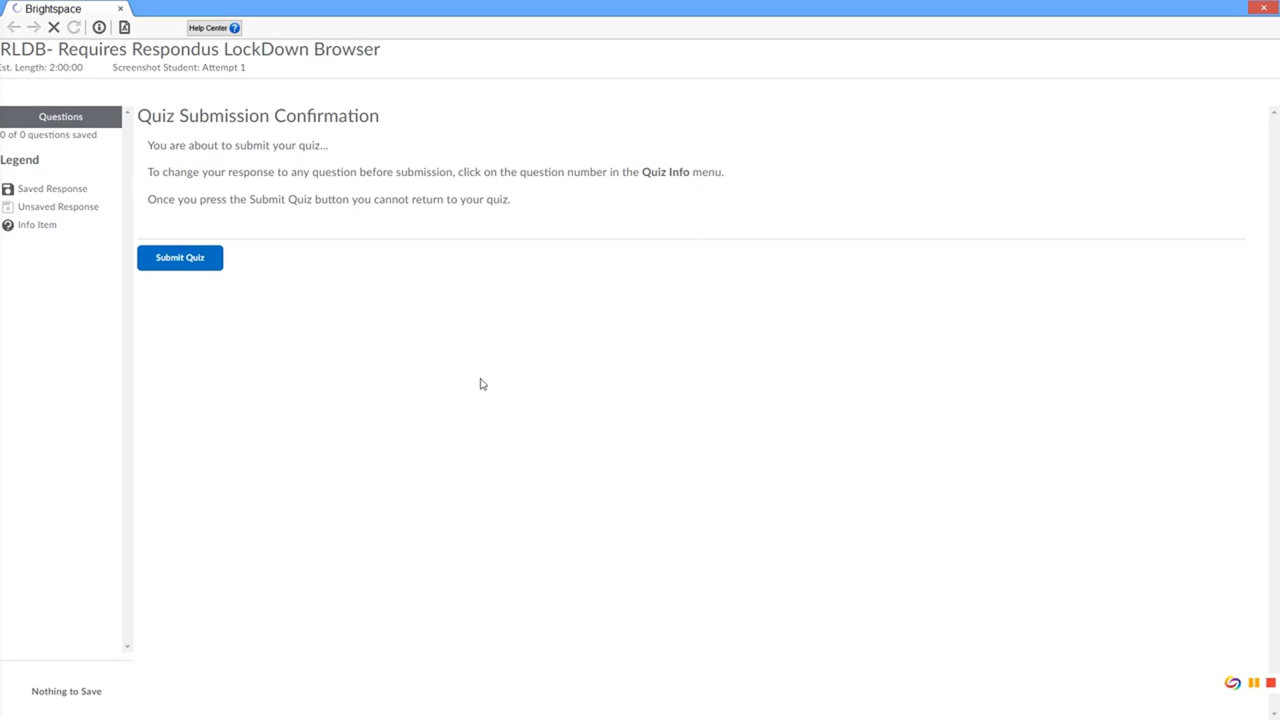 Brightspace
Help Center
RLDB- Requires Respondus LockDown Browser
Est. Length: 2:00:00 Screenshot Student: Attempt 1
Questions
0 of 0 questions saved
Legend
Saved Response
Unsaved Response
Info Item
Nothing to Save
Quiz Submission Confirmation
You are about to submit your quiz...
To change your response to any question before submission, click on the question number in the Quiz Info menu.
Once you press the Submit Quiz button you cannot return to your quiz.
Submit Quiz